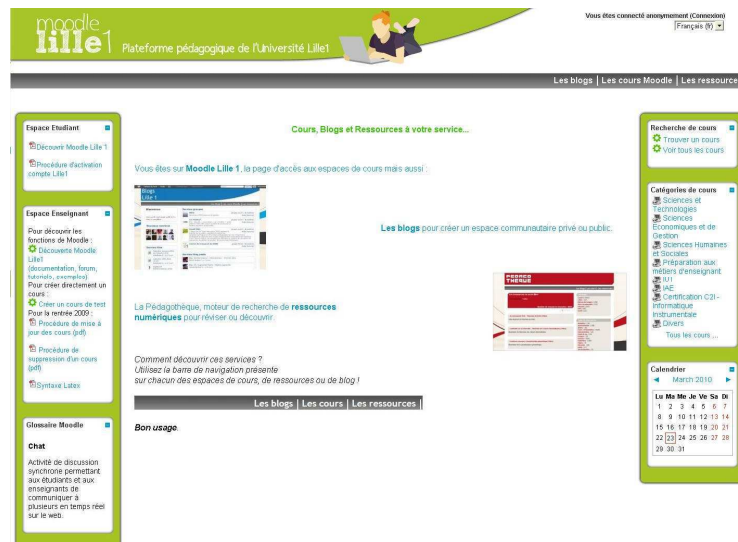 moodle
lille1
Plateforme pédagogique de l'Université Lille1
Vous êtes connecté anonymement (Connexion)
Français (fr)
Les blogs | Les cours Moodle | Les ressource
Espace Etudiant
Découvrir Moodle Lille 1
Procédure d'activation
compte Lille1
Espace Enseignant
Pour découvrir les
fonctions de Moodle :
Découverte Moodle
Lille1
(documentation, forum,
tutoriels, exemples)
Pour créer directement un
cours :
Créer un cours de test
Pour la rentrée 2009 :
Procédure de mise à
jour des cours (pdf)
Procédure de
suppression d'un cours
(pdf)
Syntaxe Latex
Glossaire Moodle
Chat
Activité de discussion
synchrone permettant
aux étudiants et aux
enseignants de
communiquer à
plusieurs en temps réel
sur le web.
Cours, Blogs et Ressources à votre service...
Vous êtes sur Moodle Lille 1, la page d'accès aux espaces de cours mais aussi :
Blogs
Lille 1
Les blogs pour créer un espace communautaire privé ou public.
La Pédagothèque, moteur de recherche de ressources
numériques pour réviser ou découvrir.
Comment découvrir ces services ?
Utilisez la barre de navigation présente
sur chacun des espaces de cours, de ressources ou de blog !
Les blogs | Les cours | Les ressources |
Bon usage.
Recherche de cours
Trouver un cours
Voir tous les cours
Catégories de cours
Sciences et
Technologies
Sciences
Economiques et de
Gestion
Sciences Humaines
et Sociales
Préparation aux
métiers d'enseignant
IUT
IAE
Certification C2I -
Informatique
Instrumentale
Divers
Tous les cours ...
Calendrier
◄ March 2010 ►
Lu Ma Me Je Ve Sa Di
1 2 3 4 5 6 7
8 9 10 11 12 13 14
15 16 17 18 19 20 21
22 23 24 25 26 27 28
29 30 31